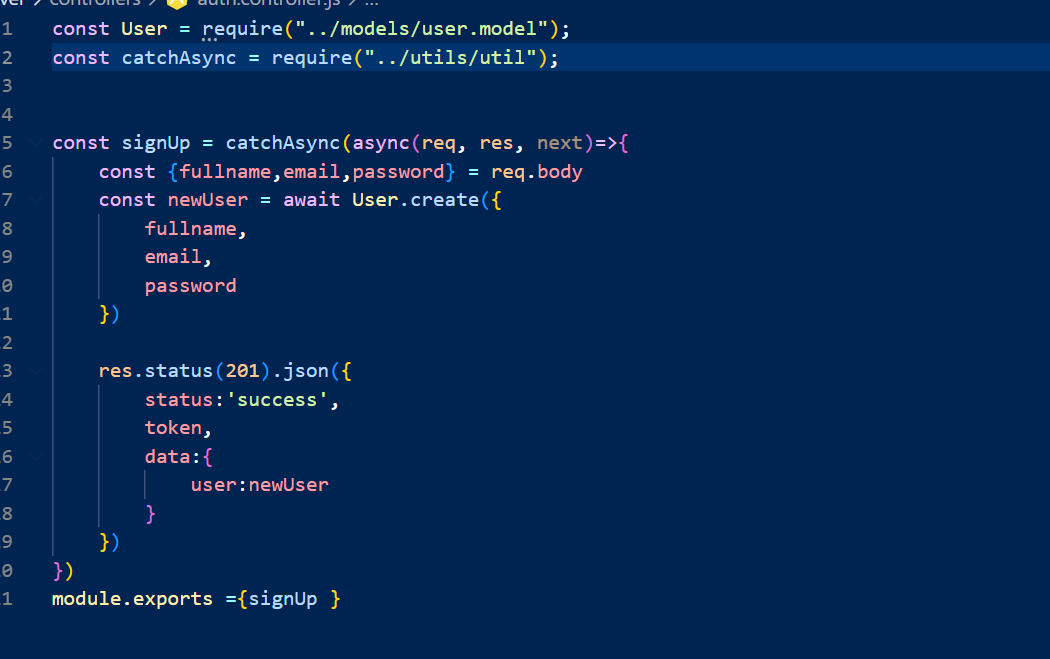 controllers > auth.controller.js > ...
1 const User = require("../models/user.model");
2 const catchAsync = require("../utils/util");
3
4
5 const signUp = catchAsync(async(req, res, next)=>{
6 const {fullname,email,password} = req.body
7 const newUser = await User.create({
8 fullname,
9 email,
0 password
1 })
2
3 res.status(201).json({
4 status:'success',
5 token,
6 data:{
7 user:newUser
8 }
9 })
0 })
1 module.exports ={signUp }